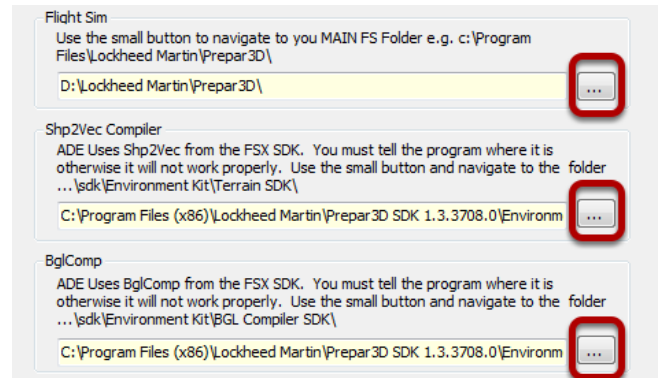 Flight Sim
Use the small button to navigate to you MAIN FS Folder e.g. c:\Program
Files\Lockheed Martin\Prepar3D\
D:\Lockheed Martin\Prepar3D\
...
Shp2Vec Compiler
ADE Uses Shp2Vec from the FSX SDK. You must tell the program where it is
otherwise it will not work properly. Use the small button and navigate to the folder
...\sdk\Environment Kit\Terrain SDK\
C:\Program Files (x86)\Lockheed Martin\Prepar3D SDK 1.3.3708.0\Environm
...
BglComp
ADE Uses BglComp from the FSX SDK. You must tell the program where it is
otherwise it will not work properly. Use the small button and navigate to the folder
...\sdk\Environment Kit\BGL Compiler SDK\
C:\Program Files (x86)\Lockheed Martin\Prepar3D SDK 1.3.3708.0\Environm
...